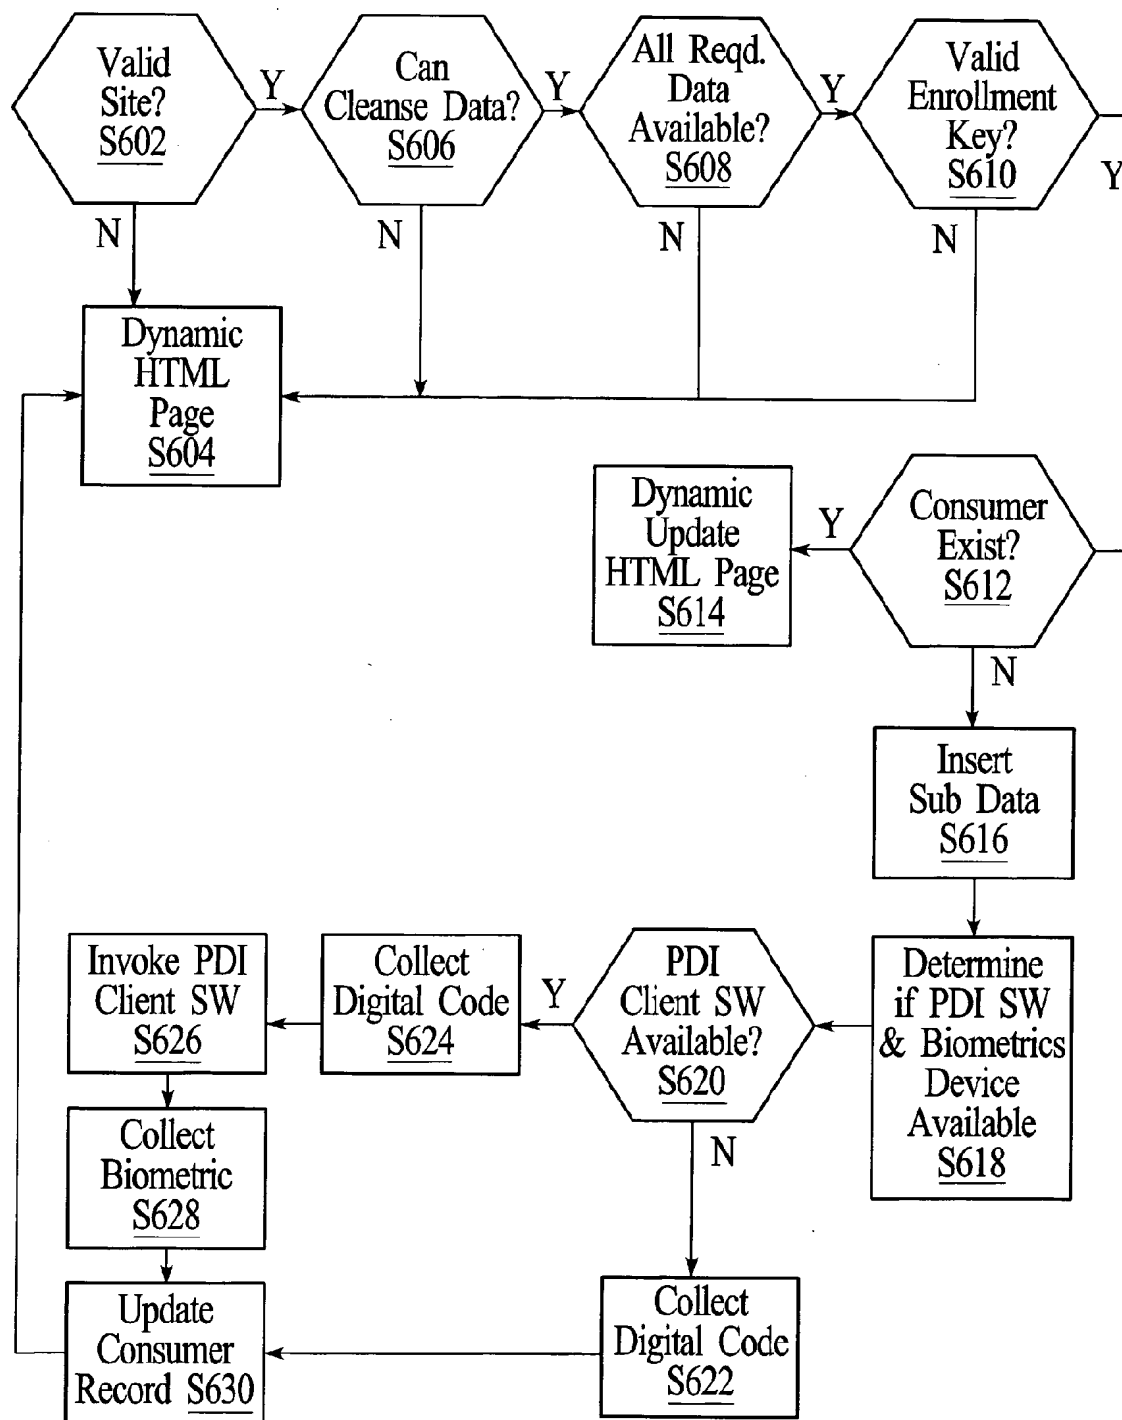 Valid
Site?
S602
Y
N
Can
Cleanse Data?
S606
Y
N
All Reqd.
Data
Available?
S608
Y
N
Valid
Enrollment
Key?
S610
Y
N
Dynamic
HTML
Page
S604
Dynamic
Update
HTML Page
S614
Y
Consumer
Exist?
S612
N
Insert
Sub Data
S616
Invoke PDI
Client SW
S626
Collect
Digital Code
S624
Y
PDI
Client SW
Available?
S620
N
Determine
if PDI SW
& Biometrics
Device
Available
S618
Collect
Biometric
S628
Update
Consumer
Record S630
Collect
Digital Code
S622